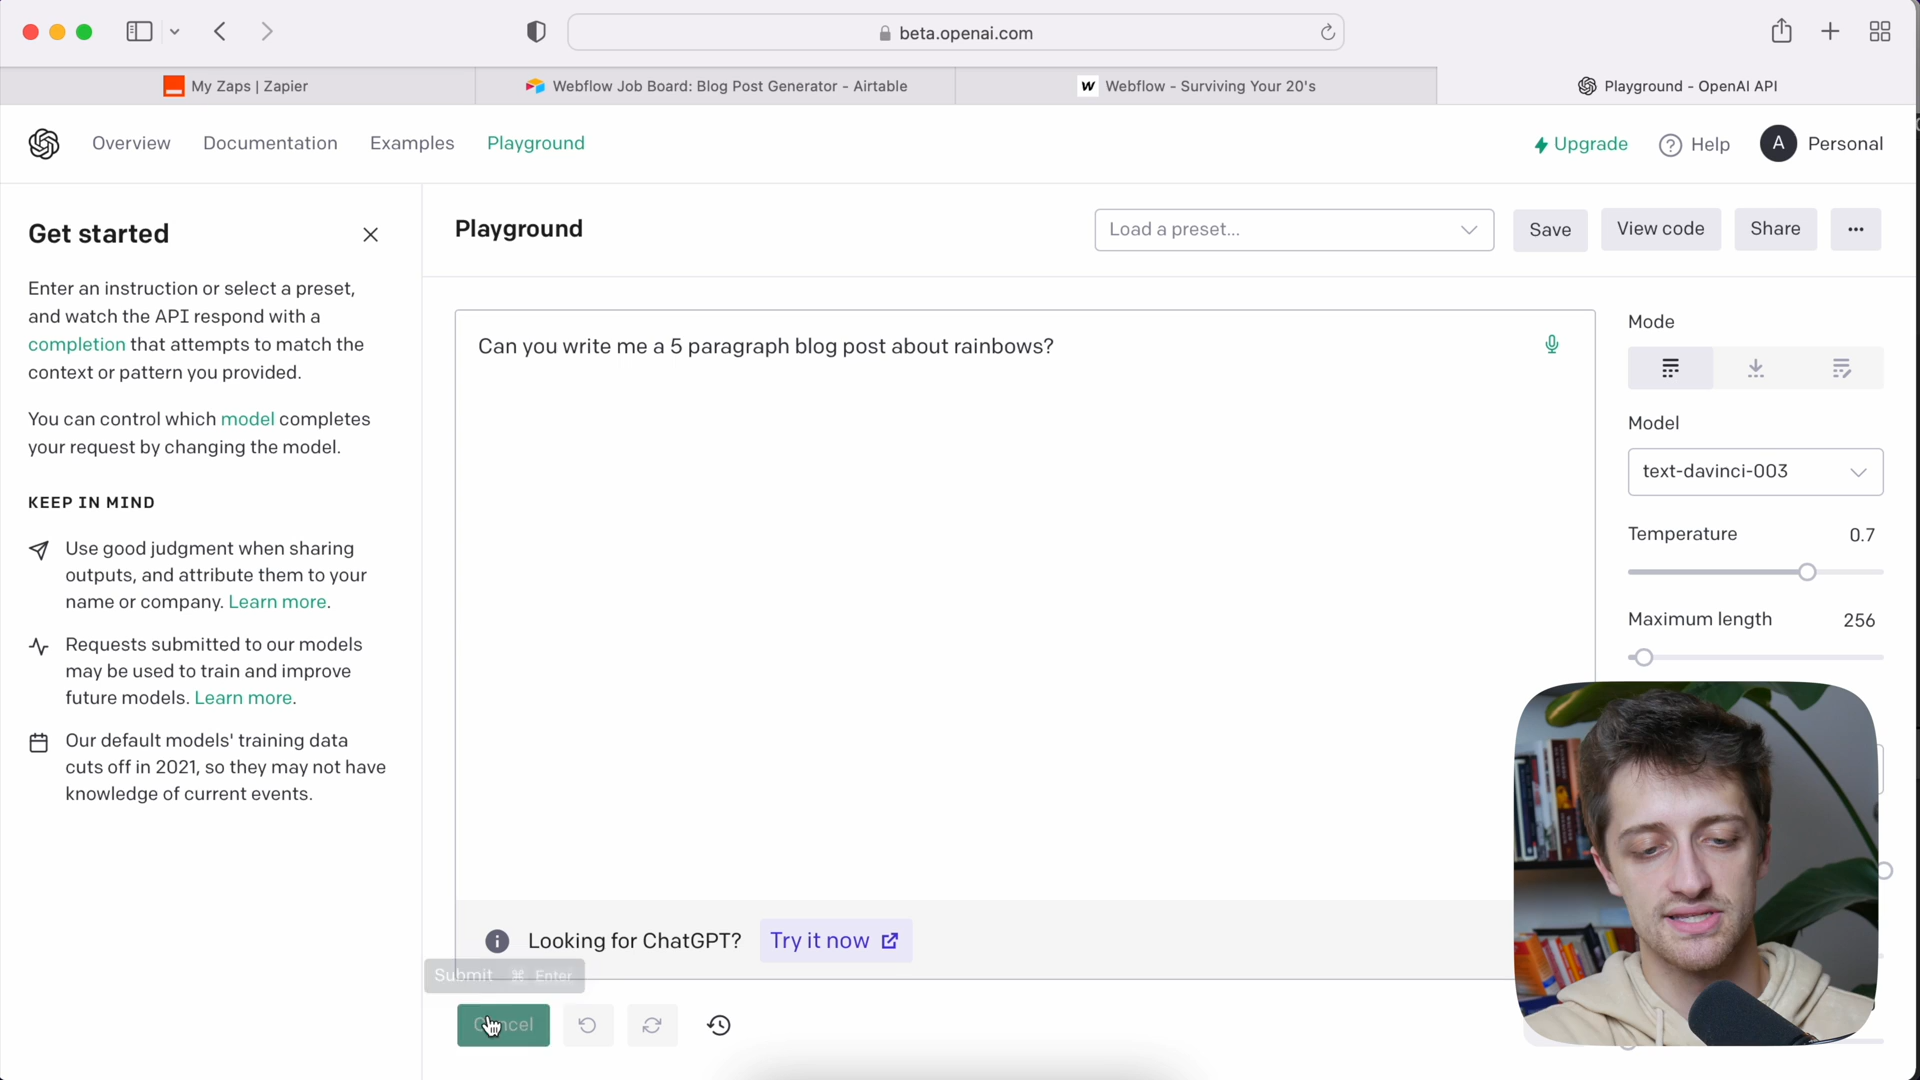 beta.openai.com
My Zaps | Zapier
Webflow Job Board: Blog Post Generator - Airtable
W Webflow - Surviving Your 20's
Playground - OpenAI API
Overview
Documentation
Examples
Playground
Upgrade
? Help
A Personal
Get started
Enter an instruction or select a preset,
and watch the API respond with a
completion that attempts to match the
context or pattern you provided.
You can control which model completes
your request by changing the model.
KEEP IN MIND
Use good judgment when sharing
outputs, and attribute them to your
name or company. Learn more.
Requests submitted to our models
may be used to train and improve
future models. Learn more.
Our default models' training data
cuts off in 2021, so they may not have
knowledge of current events.
Playground
Load a preset...
Save
View code
Share
...
Can you write me a 5 paragraph blog post about rainbows?
Looking for ChatGPT? Try it now
Submit ⌘ Enter
Cancel
Mode
Model
text-davinci-003
Temperature 0.7
Maximum length 256